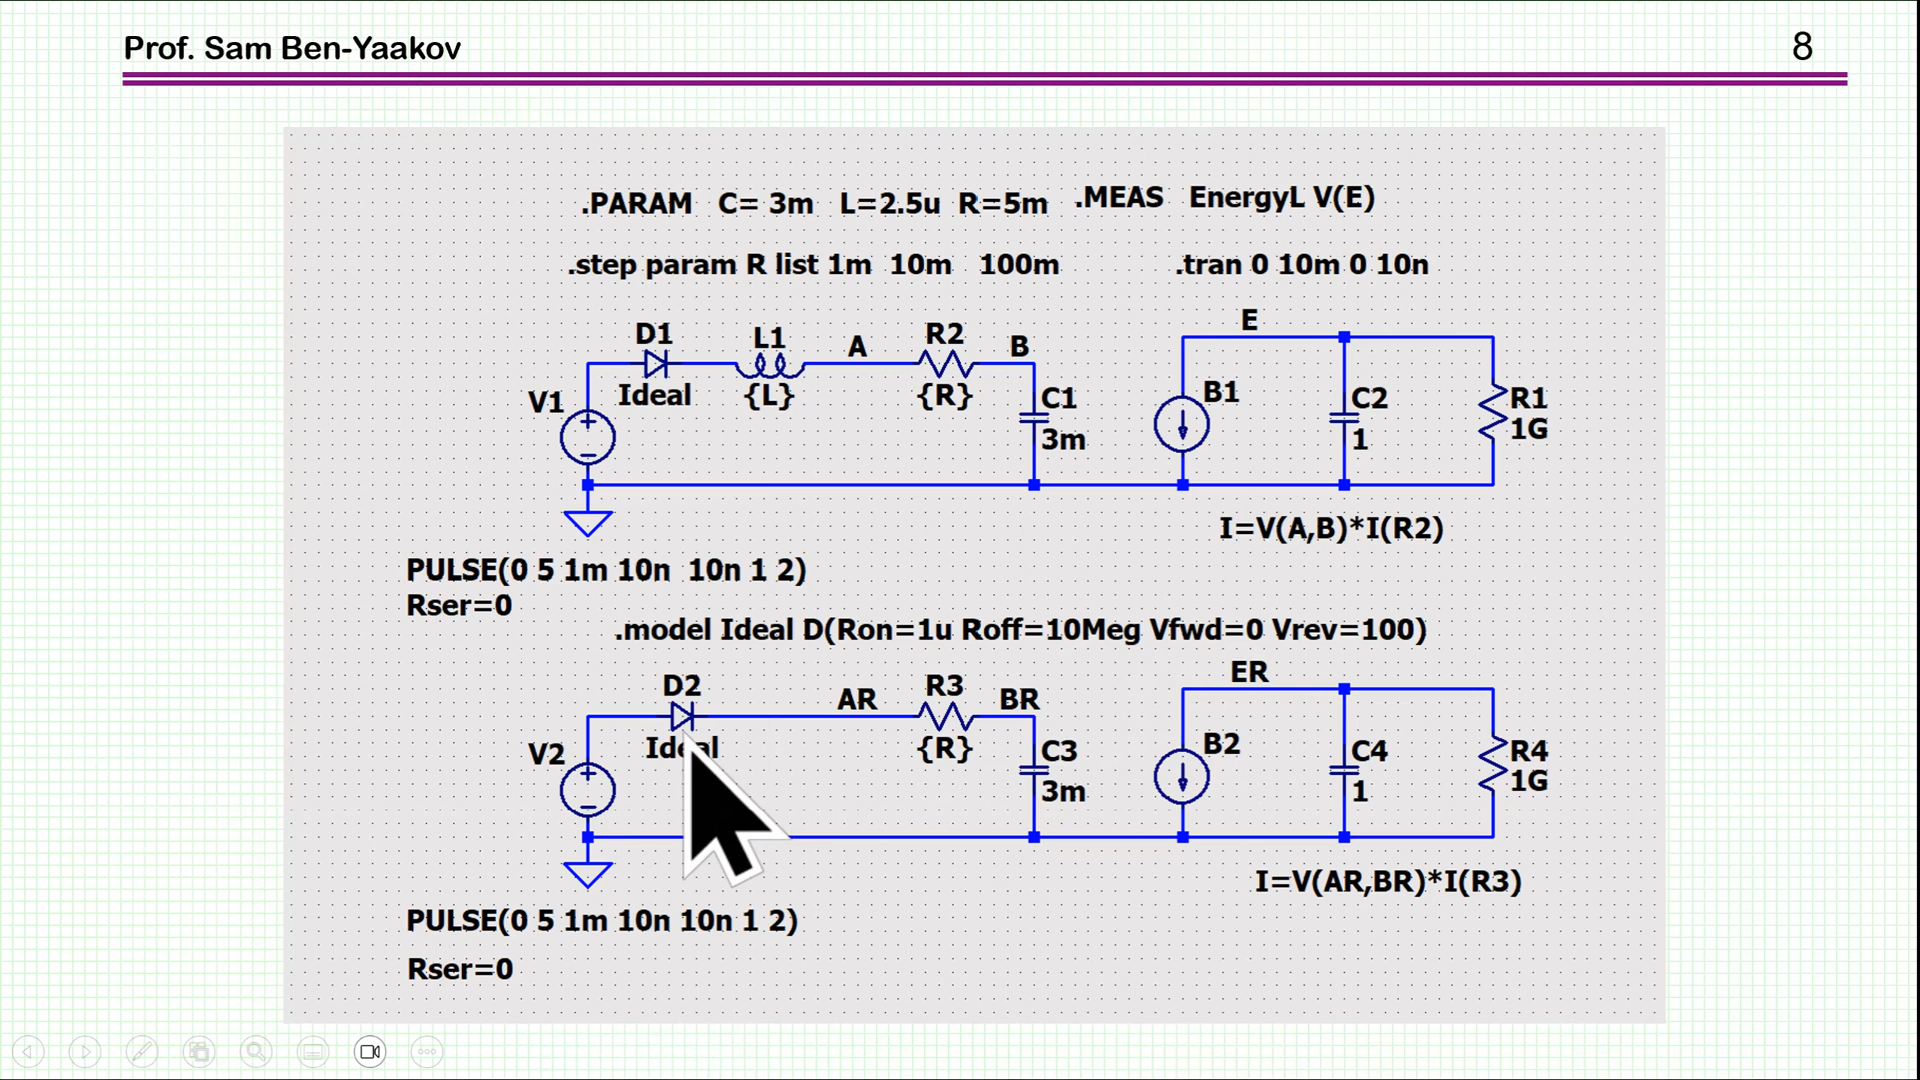 Prof. Sam Ben-Yaakov 8
.PARAM C= 3m L=2.5u R=5m .MEAS EnergyL V(E)
.step param R list 1m 10m 100m .tran 0 10m 0 10n
E
D1 L1 A R2 B
V1 Ideal {L} {R} C1 B1 C2 R1
3m 1 1G
I=V(A,B)*I(R2)
PULSE(0 5 1m 10n 10n 1 2)
Rser=0
.model Ideal D(Ron=1u Roff=10Meg Vfwd=0 Vrev=100)
ER
D2 AR R3 BR
V2 Ideal {R} C3 B2 C4 R4
3m 1 1G
I=V(AR,BR)*I(R3)
PULSE(0 5 1m 10n 10n 1 2)
Rser=0